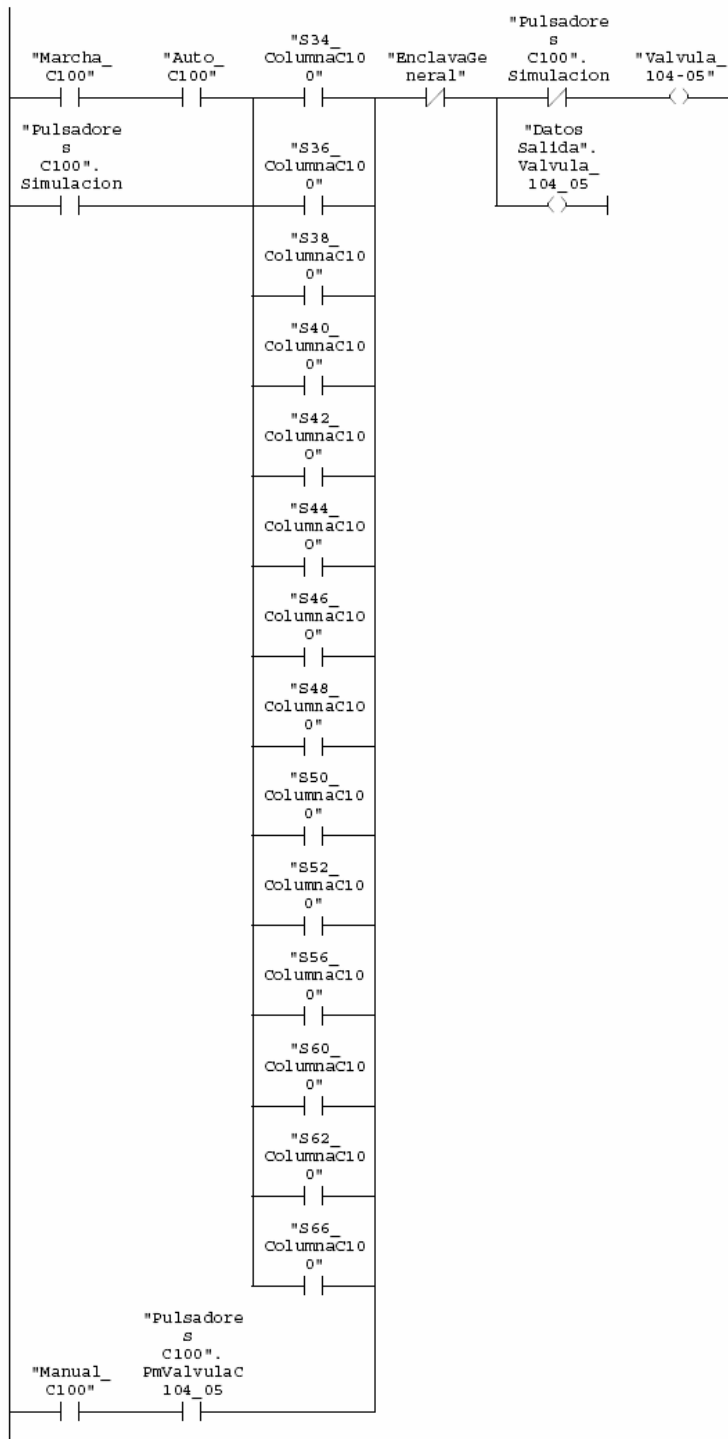 "Marcha_
C100"
"Auto_
C100"
"S34_
ColumnaC10
0"
"EnclavaGe
neral"
"Pulsadore
s
C100".
Simulacion
"Valvula_
104-05"
"Pulsadore
s
C100".
Simulacion
"S36_
ColumnaC10
0"
"Datos
Salida".
Valvula_
104_05
"S38_
ColumnaC10
0"
"S40_
ColumnaC10
0"
"S42_
ColumnaC10
0"
"S44_
ColumnaC10
0"
"S46_
ColumnaC10
0"
"S48_
ColumnaC10
0"
"S50_
ColumnaC10
0"
"S52_
ColumnaC10
0"
"S56_
ColumnaC10
0"
"S60_
ColumnaC10
0"
"S62_
ColumnaC10
0"
"S66_
ColumnaC10
0"
"Manual_
C100"
"Pulsadore
s
C100".
PmValvulaC
104_05